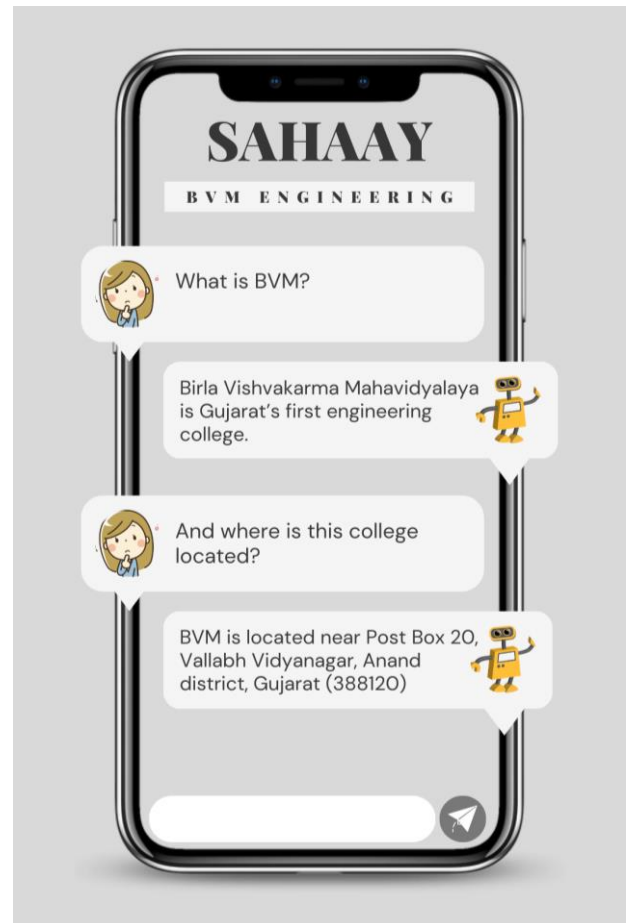 SAHAAY
BVM ENGINEERING
What is BVM?
Birla Vishvakarma Mahavidyalaya
is Gujarat’s first engineering
college.
And where is this college
located?
BVM is located near Post Box 20,
Vallabh Vidyanagar, Anand
district, Gujarat (388120)